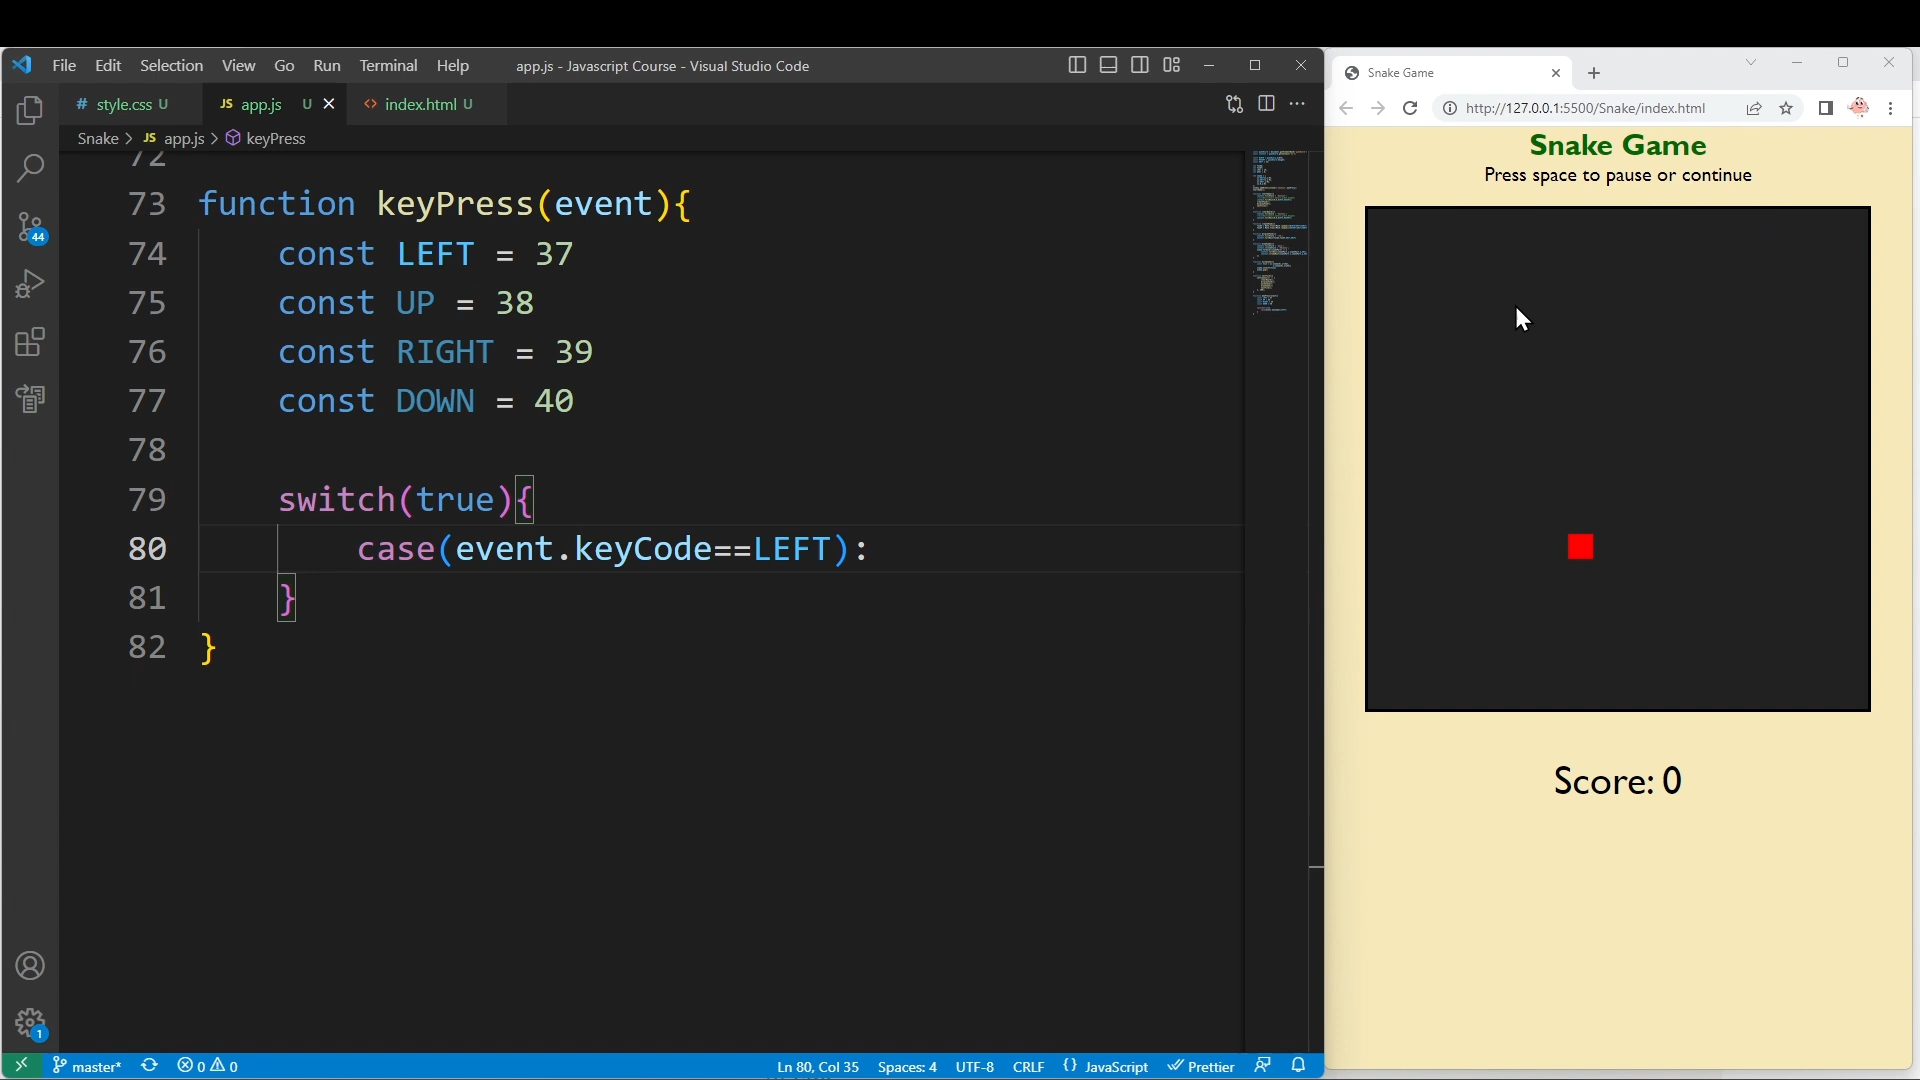 File Edit Selection View Go Run Terminal Help app.js - Javascript Course - Visual Studio Code
# style.css U JS app.js U <> index.html U
Snake > JS app.js > keyPress
72
73 function keyPress(event){
74 const LEFT = 37
75 const UP = 38
76 const RIGHT = 39
77 const DOWN = 40
78
79 switch(true){
80 case(event.keyCode==LEFT):
81 }
82 }
44
1
master* 0 0 Ln 80, Col 35 Spaces: 4 UTF-8 CRLF {} JavaScript Prettier
Snake Game
http://127.0.0.1:5500/Snake/index.html
Snake Game
Press space to pause or continue
Score: 0